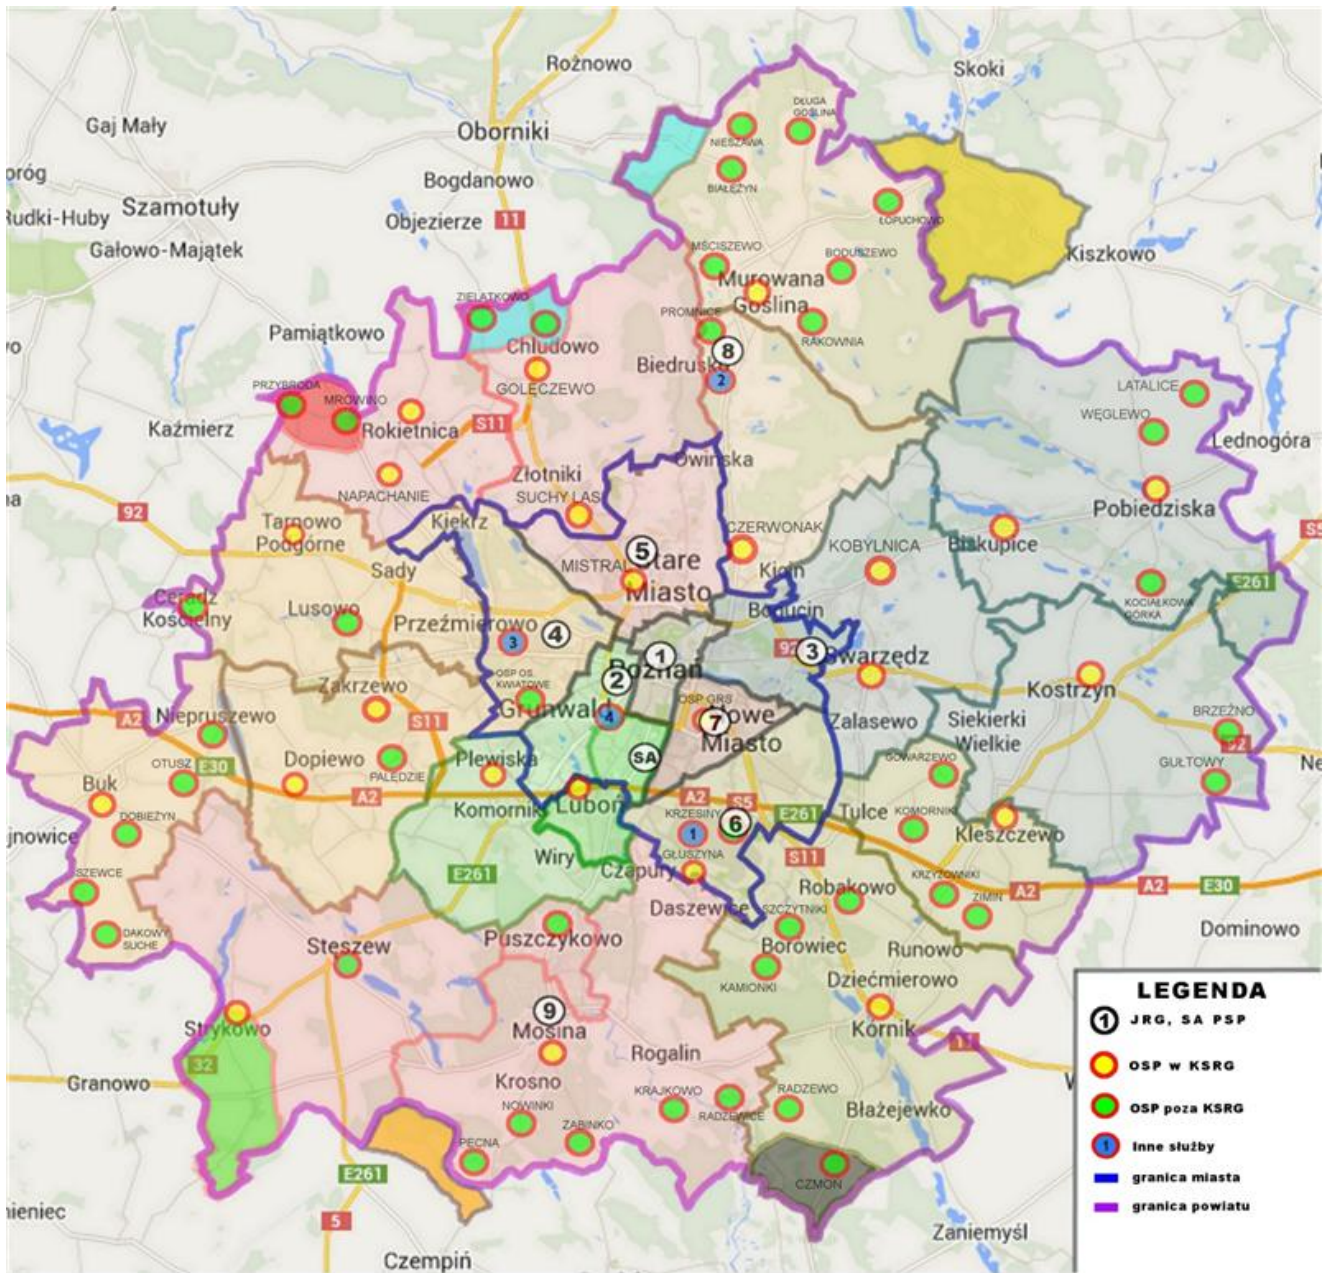 Rożnowo
Skoki
Gaj Mały
Oborniki
DŁUGA
GOŚLINA
NIESZAWA
Bogdanowo
BIAŁĘŻYN
Szamotuły
Rudki-Huby
Objezierze
11
ŁOPUCHOWO
Gałowo-Majątek
MŚCISZEWO
BODUSZEWO
Kiszkowo
Murowana
Goślina
ZIELĄTKOWO
PROMNICE
Pamiątkowo
Chludowo
RAKOWNIA
8
Biedrusko
2
GOLĘCZEWO
PRZYBRODA
MROWINO
LATALICE
WĘGLEWO
Kaźmierz
Rokietnica
S11
Lednogóra
Owińska
Złotniki
NAPACHANIE
SUCHY LAS
Pobiedziska
92
Tarnowo
Podgórne
Kiekrz
CZERWONAK
Biskupice
S5
5
KOBYLNICA
MISTRAL
Stare
Miasto
Sady
Kicin
E261
Cerądz
Kościelny
Lusowo
Bogucin
KOCIAŁKOWA
GÓRKA
Przeźmierowo
4
3
1
92
3
Swarzędz
Poznań
2
OSP OS.
KWIATOWE
Zakrzewo
Kostrzyn
OSP GRS
Grunwald
4
7
Nowe
Miasto
A2
Niepruszewo
S11
Zalasewo
Siekierki
Wielkie
BRZEŹNO
92
SA
Plewiska
OTUSZ
E30
Dopiewo
PALĘDZIE
GOWARZEWO
GUŁTOWY
Buk
A2
Luboń
A2
S5
Komorniki
KRZESINY
E261
Tulce
KOMORNIKI
DOBIEŻYN
1
6
Kleszczewo
GŁUSZYNA
Wiry
S11
Czapury
E261
SZEWCE
Robakowo
KRZYŻOWNIKI
A2
A2
E30
Daszewice
SZCZYTNIKI
ZIMIN
DAKOWY
SUCHE
Puszczykowo
Stęszew
Borowiec
Runowo
Dominowo
KAMIONKI
Dziećmierowo
9
Strykowo
Mosina
Kórnik
Rogalin
11
32
Granowo
Krosno
KRAJKOWO
RADZEWICE
RADZEWO
NOWINKI
Błażejewko
ŻABINKO
PECNA
E261
CZMOŃ
5
Zaniemyśl
Czempiń
LEGENDA
1 JRG, SA PSP
OSP w KSRG
OSP poza KSRG
1 Inne służby
granica miasta
granica powiatu